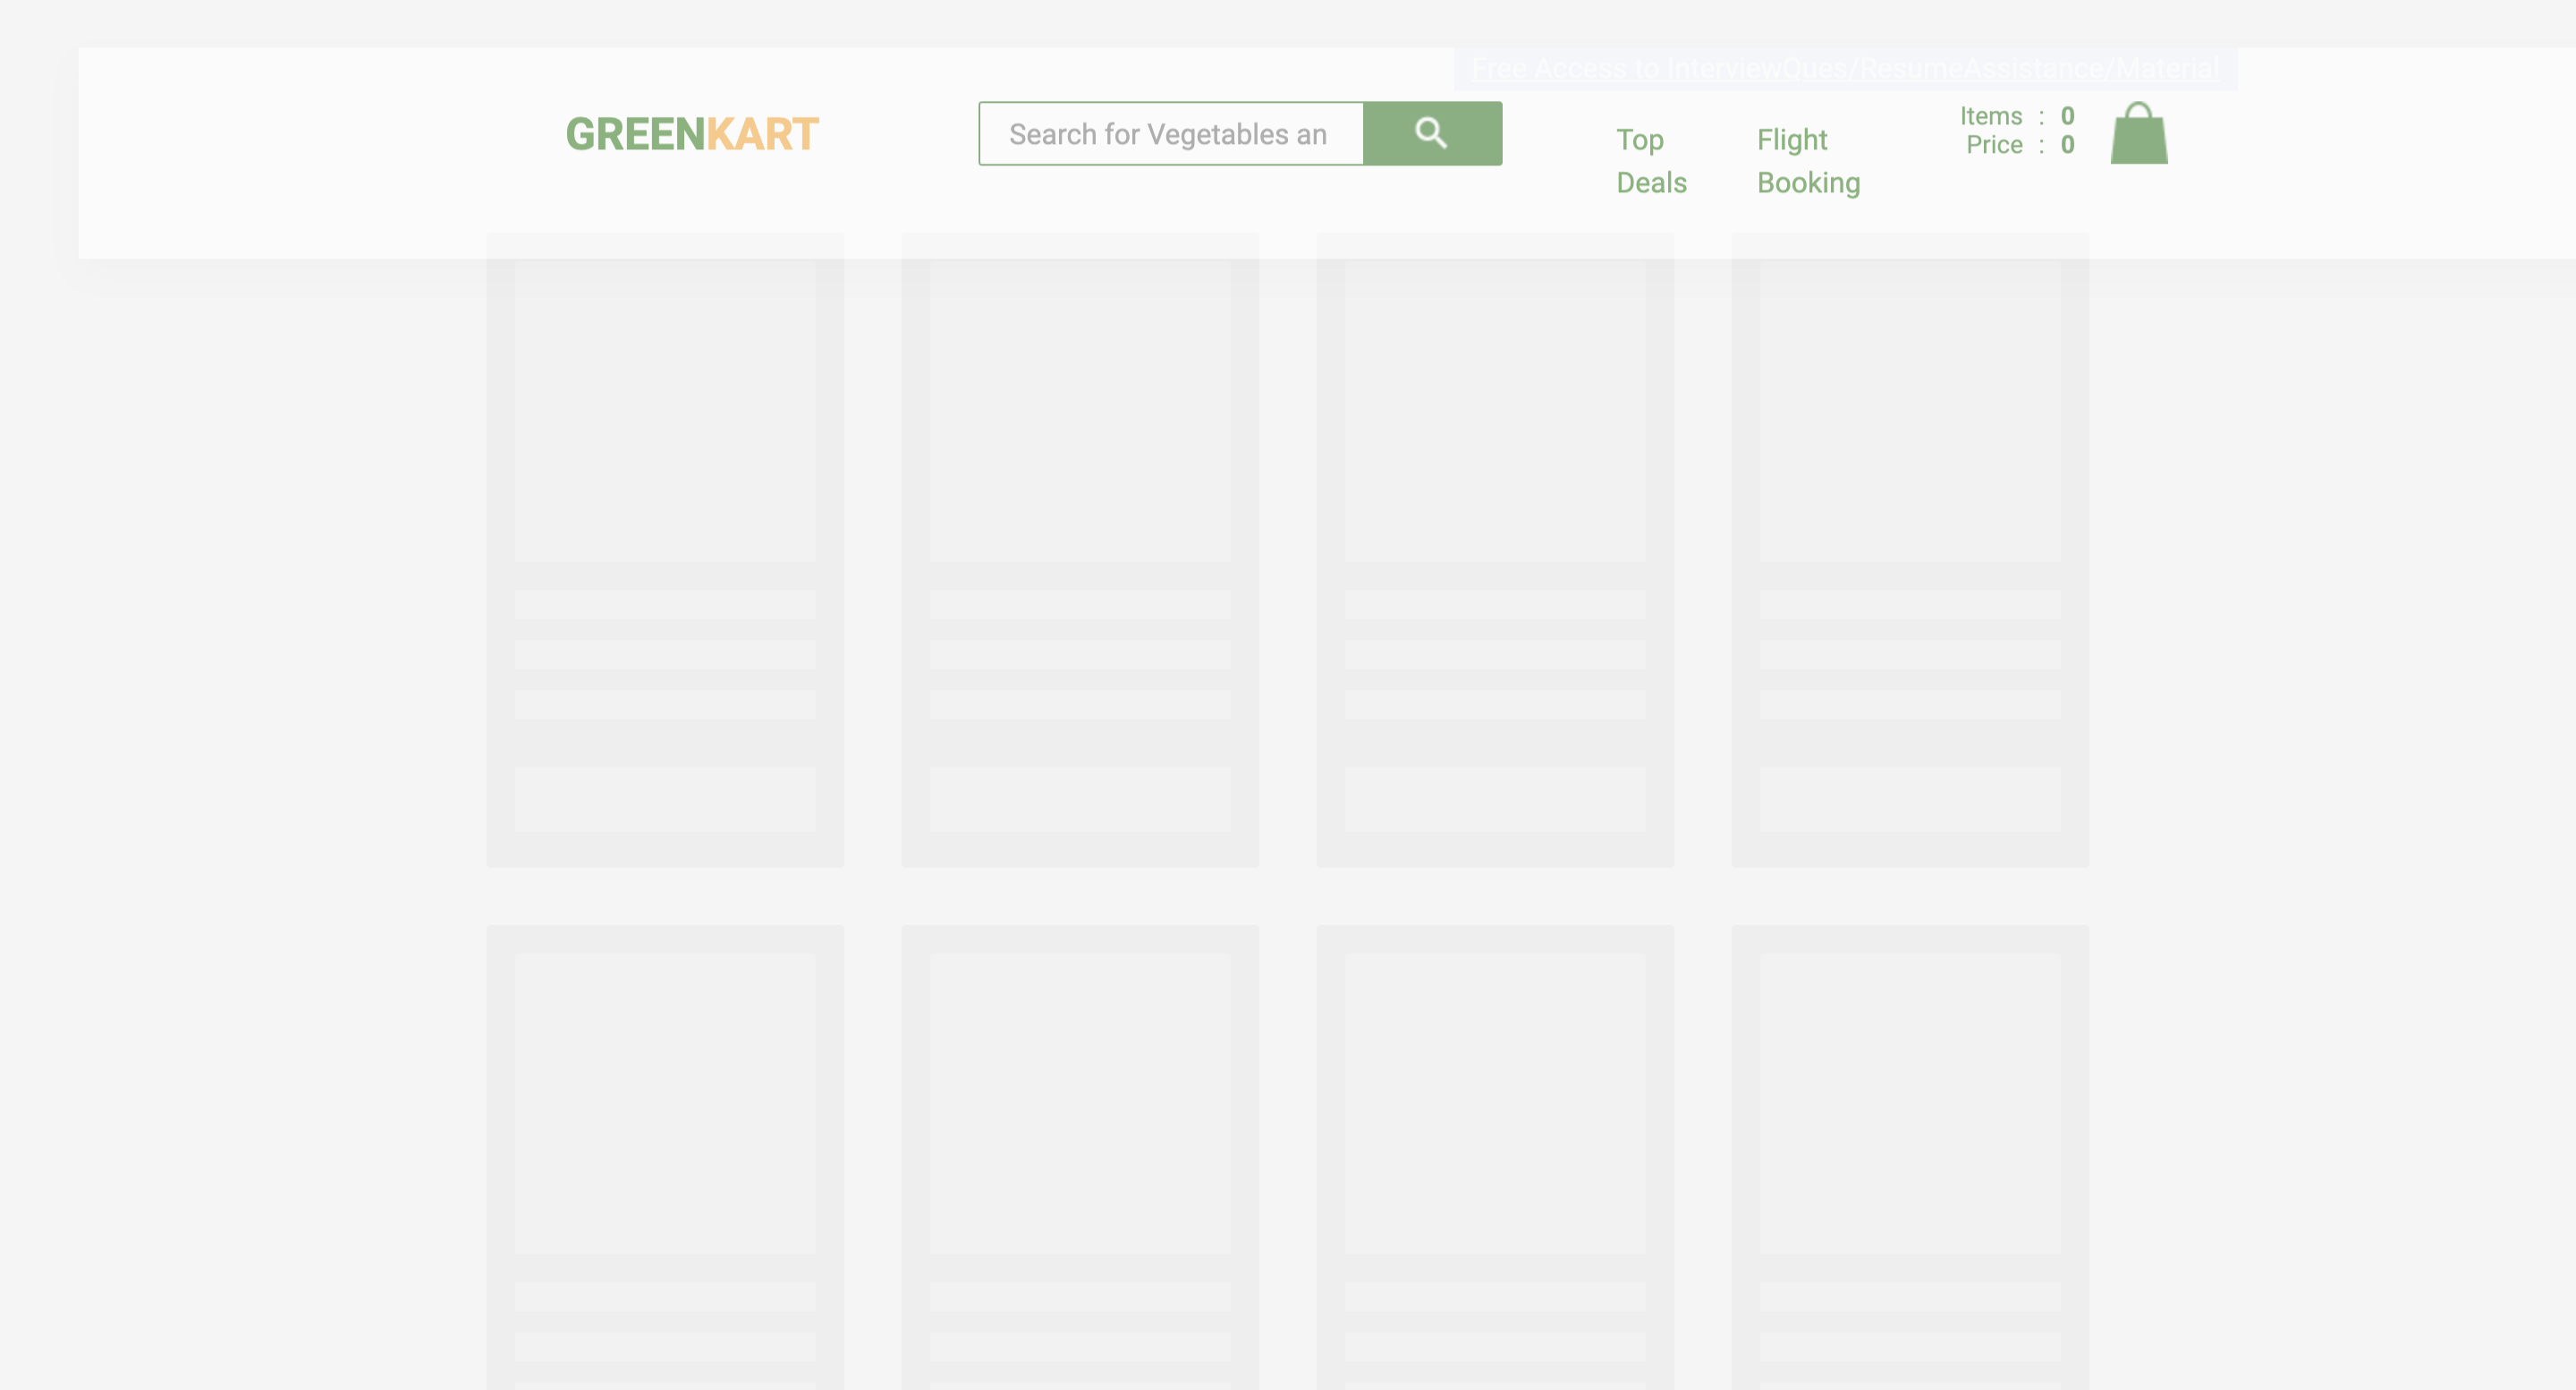 Free Access to InterviewQues/ResumeAssistance/Material
GREENKART
Search for Vegetables an
Top Deals
Flight Booking
Items : 0
Price : 0